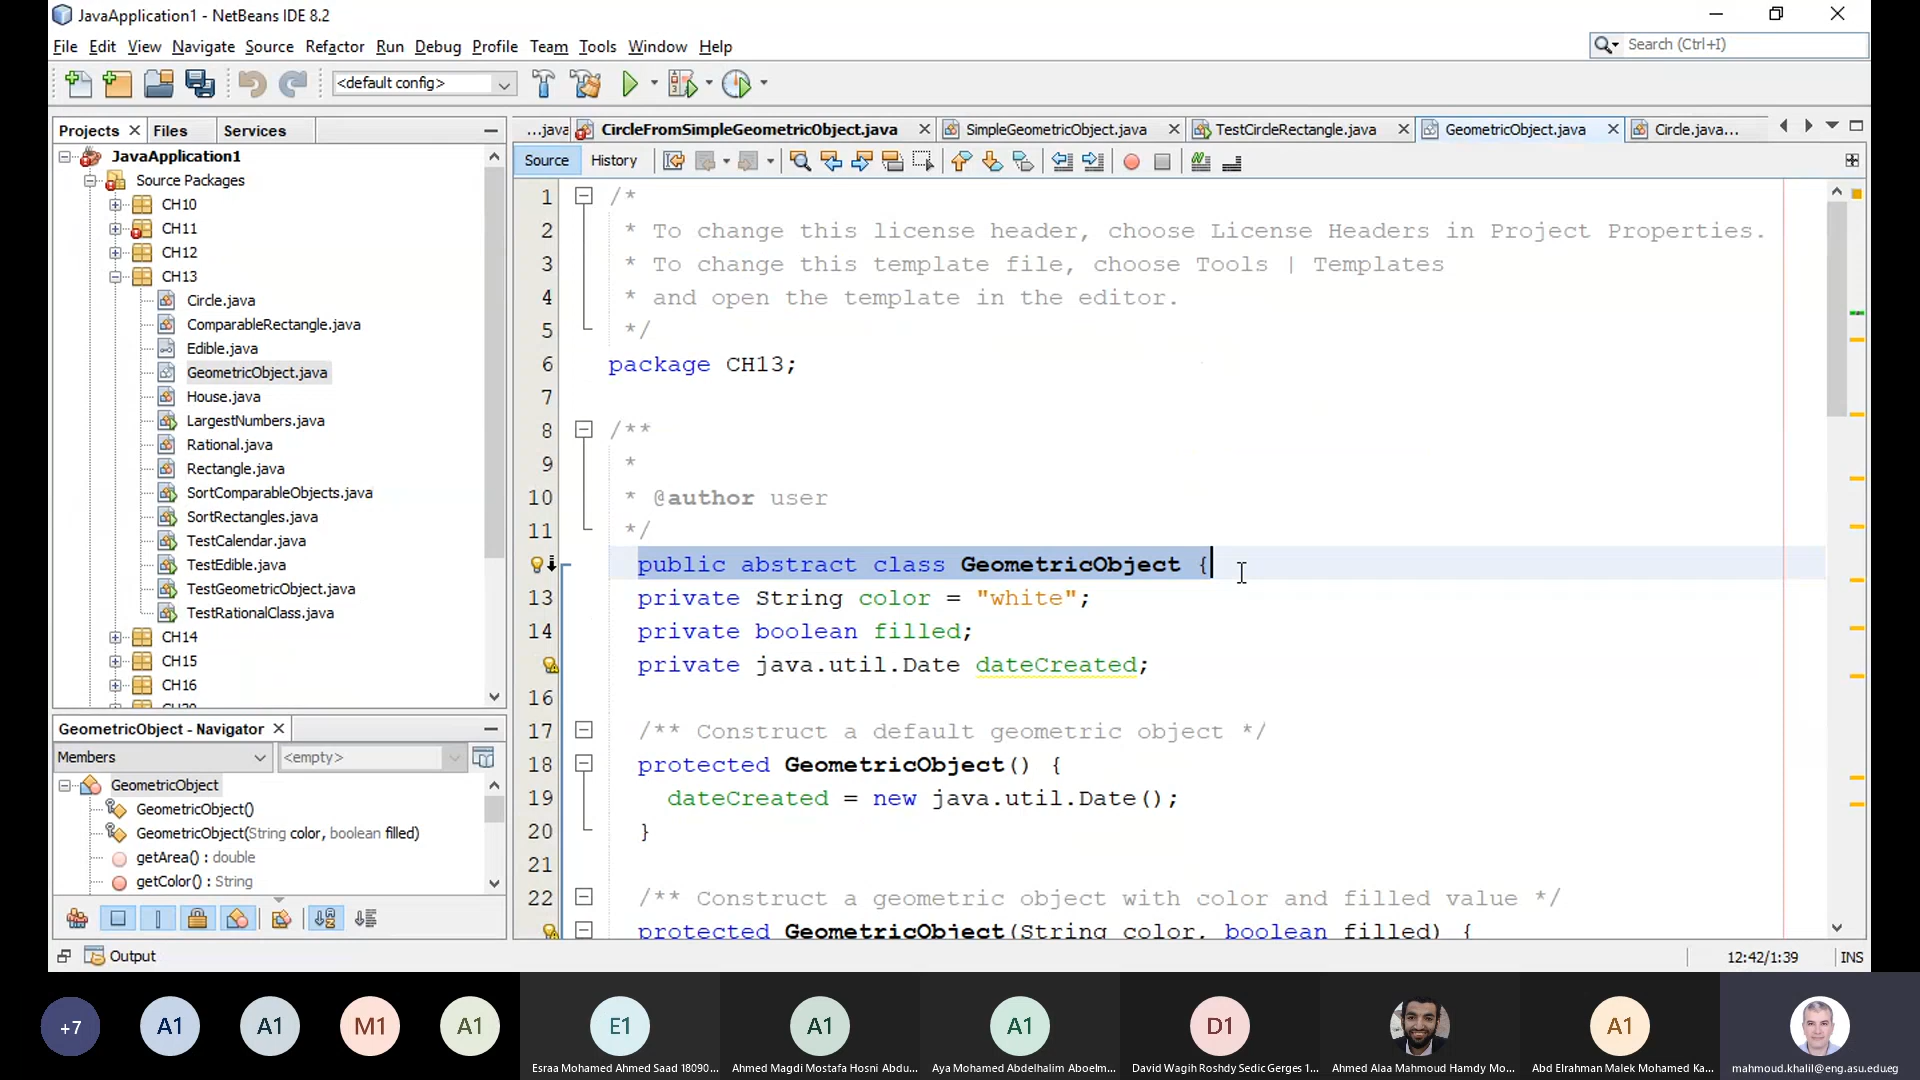 JavaApplication1 - NetBeans IDE 8.2
File Edit View Navigate Source Refactor Run Debug Profile Team Tools Window Help
Search (Ctrl+I)
<default config>
Projects Files Services
JavaApplication1
Source Packages
CH10
CH11
CH12
CH13
Circle.java
ComparableRectangle.java
Edible.java
GeometricObject.java
House.java
LargestNumbers.java
Rational.java
Rectangle.java
SortComparableObjects.java
SortRectangles.java
TestCalendar.java
TestEdible.java
TestGeometricObject.java
TestRationalClass.java
CH14
CH15
CH16
GeometricObject - Navigator
Members <empty>
GeometricObject
GeometricObject()
GeometricObject(String color, boolean filled)
getArea() : double
getColor() : String
Output
...java CircleFromSimpleGeometricObject.java SimpleGeometricObject.java TestCircleRectangle.java GeometricObject.java Circle.java...
Source History
1 /*
2 * To change this license header, choose License Headers in Project Properties.
3 * To change this template file, choose Tools | Templates
4 * and open the template in the editor.
5 */
6 package CH13;
7
8 /**
9 *
10 * @author user
11 */
public abstract class GeometricObject {
13 private String color = "white";
14 private boolean filled;
private java.util.Date dateCreated;
16
17 /** Construct a default geometric object */
18 protected GeometricObject() {
19 dateCreated = new java.util.Date();
20 }
21
22 /** Construct a geometric object with color and filled value */
protected GeometricObject(String color, boolean filled) {
12:42/1:39 INS
+7 A1 A1 M1 A1 E1 A1 A1 D1 A1
Esraa Mohamed Ahmed Saad 18090...
Ahmed Magdi Mostafa Hosni Abdu...
Aya Mohamed Abdelhalim Aboelm...
David Wagih Roshdy Sedic Gerges 1...
Ahmed Alaa Mahmoud Hamdy Mo...
Abd Elrahman Malek Mohamed Ka...
mahmoud.khalil@eng.asu.edu.eg